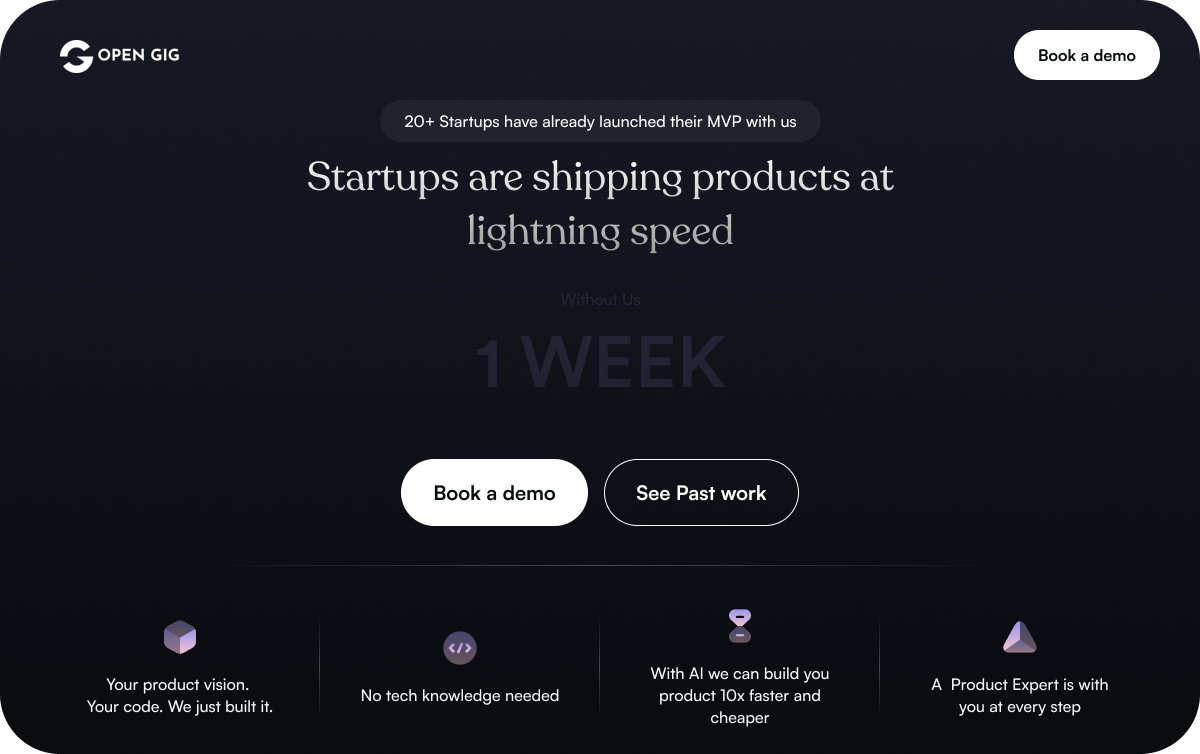 OPEN GIG
Book a demo
20+ Startups have already launched their MVP with us
Startups are shipping products at
lightning speed
Without Us
1 WEEK
Book a demo
See Past work
Your product vision.
Your code. We just built it.
No tech knowledge needed
With AI we can build you
product 10x faster and
cheaper
A  Product Expert is with
you at every step